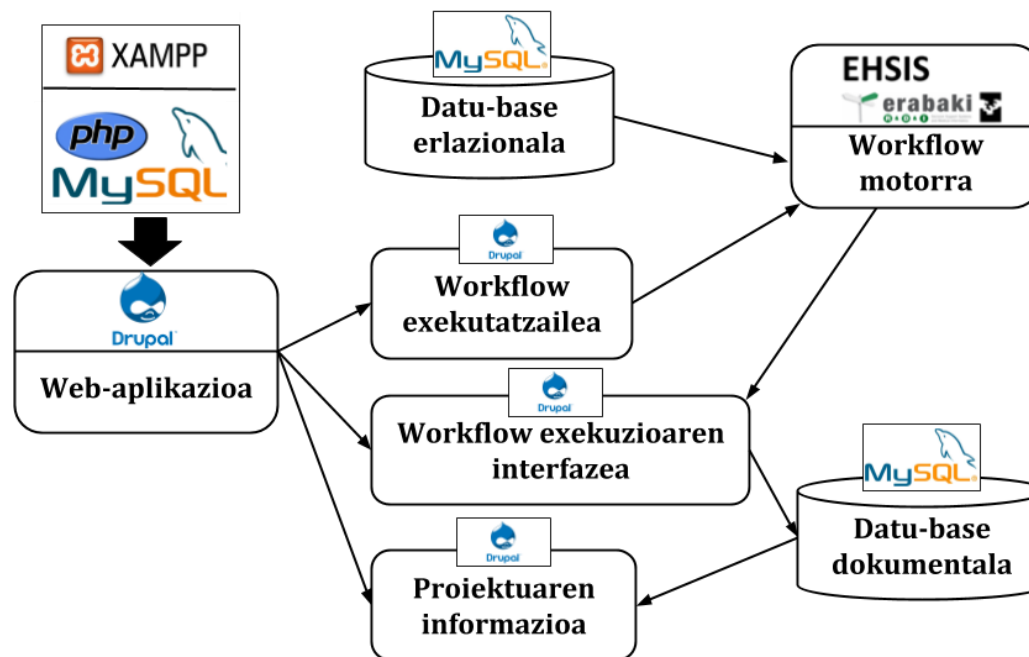 XAMPP
php
MySQL
Drupal
Web-aplikazioa
MySQL
Datu-base
erlazionala
EHSIS
erabaki
Workflow
motorra
Drupal
Workflow
exekutatzailea
Drupal
Workflow exekuzioaren
interfazea
MySQL
Datu-base
dokumentala
Drupal
Proiektuaren
informazioa